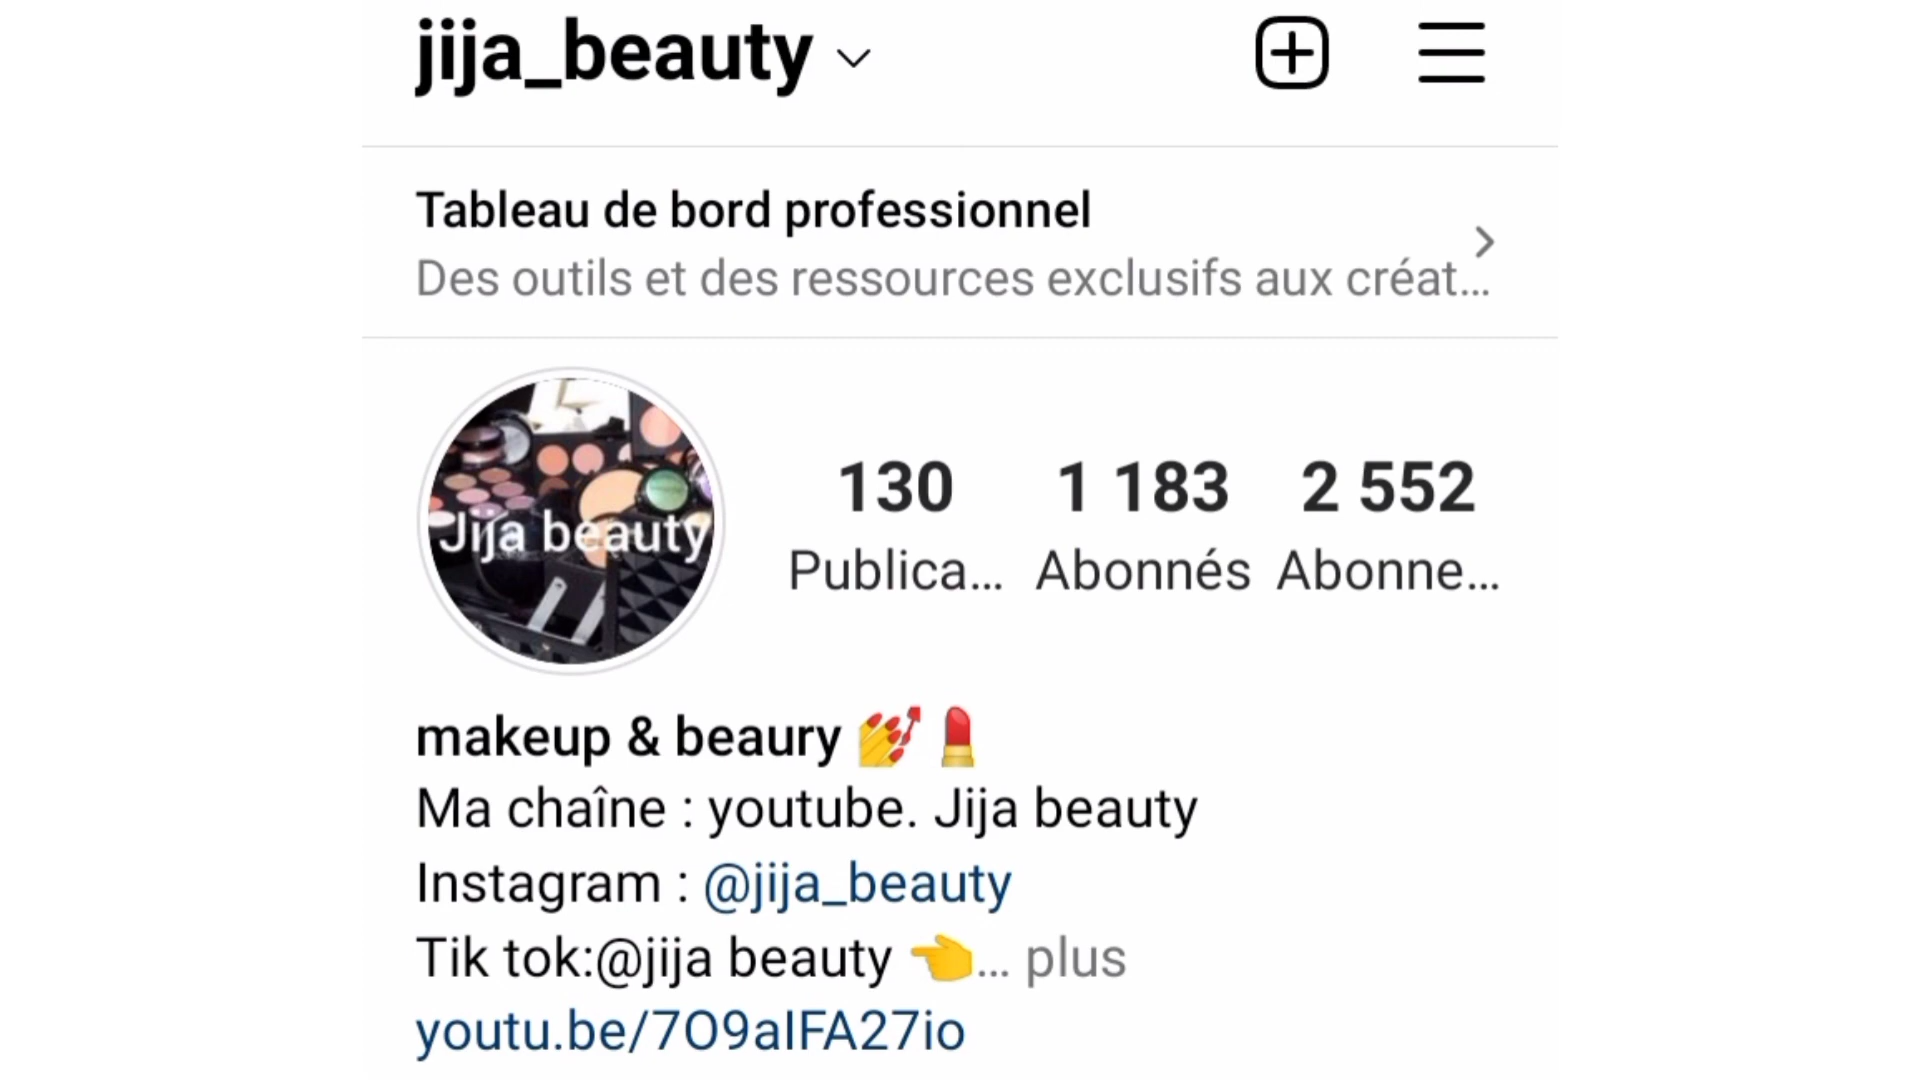 jija_beauty
Tableau de bord professionnel
Des outils et des ressources exclusifs aux créat...
Jija beauty
130
1 183
2 552
Publica...
Abonnés
Abonne...
makeup & beaury 💅💄
Ma chaîne : youtube. Jija beauty
Instagram : @jija_beauty
Tik tok:@jija beauty 👈... plus
youtu.be/7O9aIFA27io